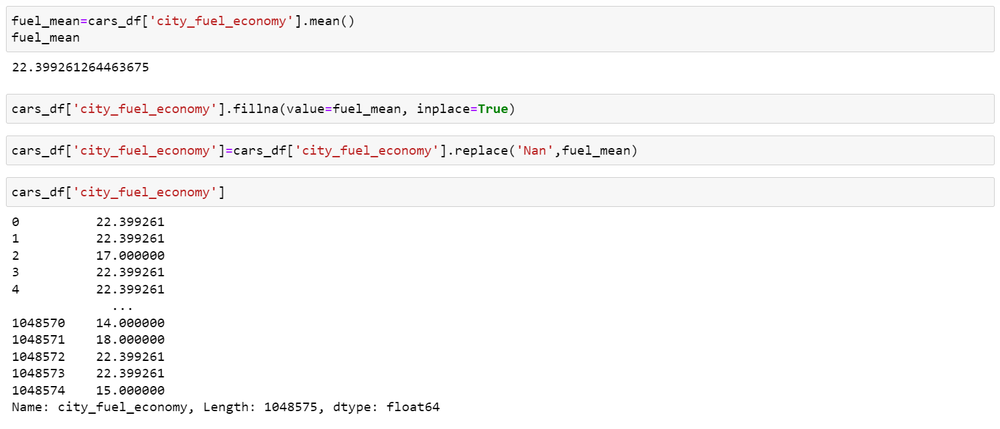 fuel_mean=cars_df['city_fuel_economy'].mean()
fuel_mean
22.399261264463675
cars_df['city_fuel_economy'].fillna(value=fuel_mean, inplace=True)
cars_df['city_fuel_economy']=cars_df['city_fuel_economy'].replace('Nan',fuel_mean)
cars_df['city_fuel_economy']
0          22.399261
1          22.399261
2          17.000000
3          22.399261
4          22.399261
             ...
1048570    14.000000
1048571    18.000000
1048572    22.399261
1048573    22.399261
1048574    15.000000
Name: city_fuel_economy, Length: 1048575, dtype: float64